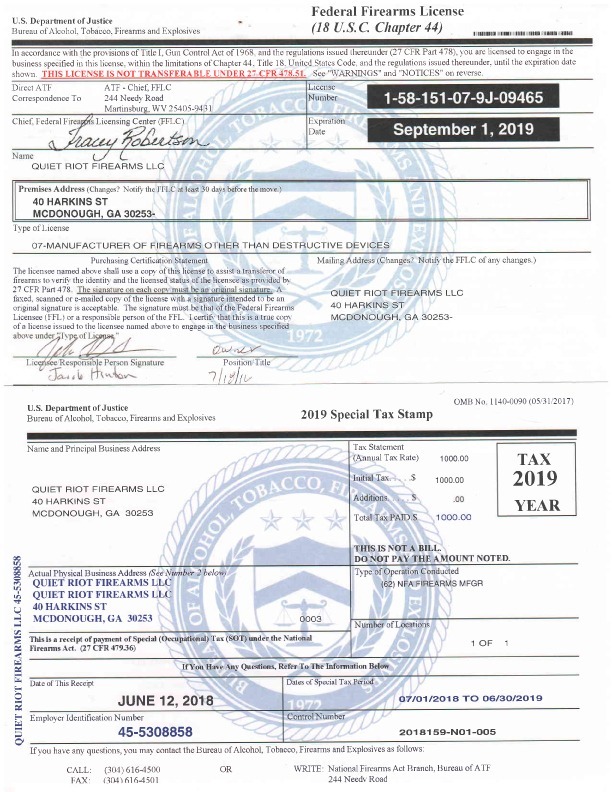 U.S. Department of Justice
Bureau of Alcohol, Tobacco, Firearms and Explosives
Federal Firearms License
(18 U.S.C. Chapter 44)
In accordance with the provisions of Title I, Gun Control Act of 1968, and the regulations issued thereunder (27 CFR Part 478), you are licensed to engage in the
business specified in this license, within the limitations of Chapter 44, Title 18, United States Code, and the regulations issued thereunder, until the expiration date
shown. THIS LICENSE IS NOT TRANSFERABLE UNDER 27 CFR 478.51. See "WARNINGS" and "NOTICES" on reverse.
Direct ATF
Correspondence To
ATF - Chief, FFLC
244 Needy Road
Martinsburg, WV 25405-9431
License
Number
1-58-151-07-9J-09465
Chief, Federal Firearms Licensing Center (FFLC)
Tracey Robertson
Expiration
Date
September 1, 2019
Name
QUIET RIOT FIREARMS LLC
Premises Address (Changes? Notify the FFLC at least 30 days before the move.)
40 HARKINS ST
MCDONOUGH, GA 30253-
Type of License
07-MANUFACTURER OF FIREARMS OTHER THAN DESTRUCTIVE DEVICES
Purchasing Certification Statement
The licensee named above shall use a copy of this license to assist a transferor of
firearms to verify the identity and the licensed status of the licensee as provided by
27 CFR Part 478. The signature on each copy must be an original signature. A
faxed, scanned or e-mailed copy of the license with a signature intended to be an
original signature is acceptable. The signature must be that of the Federal Firearms
Licensee (FFL) or a responsible person of the FFL. I certify that this is a true copy
of a license issued to the licensee named above to engage in the business specified
above under "Type of License."
Mailing Address (Changes? Notify the FFLC of any changes.)
QUIET RIOT FIREARMS LLC
40 HARKINS ST
MCDONOUGH, GA 30253-
1972
Owner
Licensee/Responsible Person Signature
Position/Title
Jacob Hinton
U.S. Department of Justice
Bureau of Alcohol, Tobacco, Firearms and Explosives
2019 Special Tax Stamp
OMB No. 1140-0090 (05/31/2017)
Name and Principal Business Address
QUIET RIOT FIREARMS LLC
40 HARKINS ST
MCDONOUGH, GA 30253
Tax Statement
(Annual Tax Rate) 1000.00
Initial Tax.....$ 1000.00
Additions.....$ .00
Total Tax PAID $ 1000.00
TAX
2019
YEAR
THIS IS NOT A BILL.
DO NOT PAY THE AMOUNT NOTED.
Actual Physical Business Address (See Number 2 below)
QUIET RIOT FIREARMS LLC
QUIET RIOT FIREARMS LLC
40 HARKINS ST
MCDONOUGH, GA 30253
0003
Type of Operation Conducted
(62) NFA FIREARMS MFGR
Number of Locations
1 OF 1
This is a receipt of payment of Special (Occupational) Tax (SOT) under the National
Firearms Act. (27 CFR 479.36)
If You Have Any Questions, Refer To The Information Below
Date of This Receipt
JUNE 12, 2018
Dates of Special Tax Period
07/01/2018 TO 06/30/2019
Employer Identification Number
45-5308858
Control Number
2018159-N01-005
1972
QUIET RIOT FIREARMS LLC 45-5308858
If you have any questions, you may contact the Bureau of Alcohol, Tobacco, Firearms and Explosives as follows:
CALL: (304) 616-4500 OR WRITE: National Firearms Act Branch, Bureau of ATF
FAX: (304) 616-4501 244 Needy Road